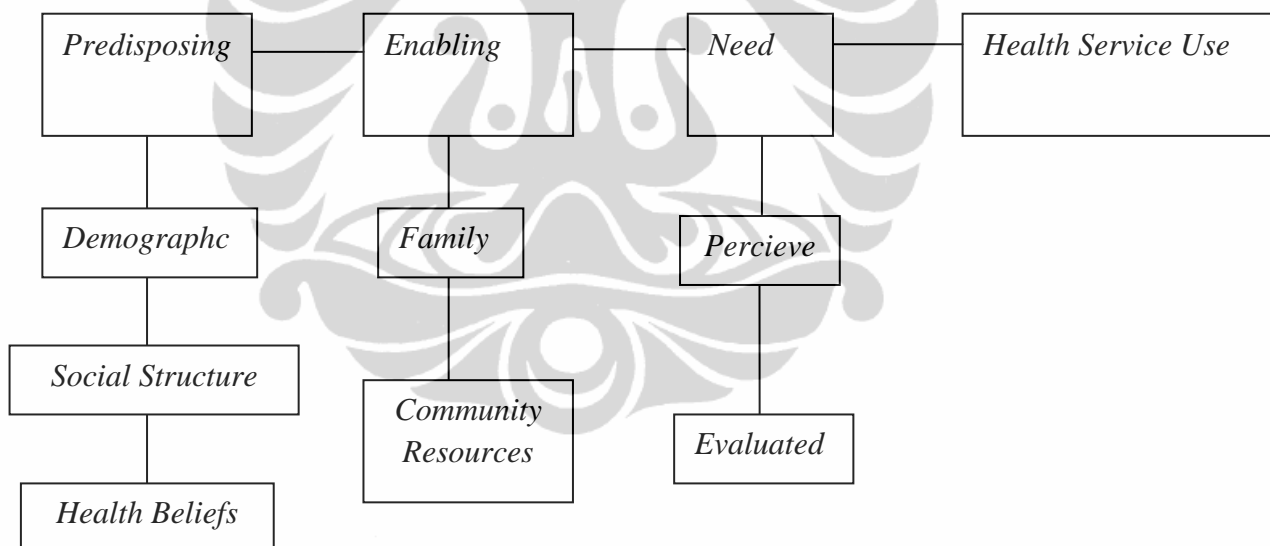 Predisposing
Enabling
Need
Health Service Use
Demographc
Family
Percieve
Social Structure
Community
Resources
Evaluated
Health Beliefs